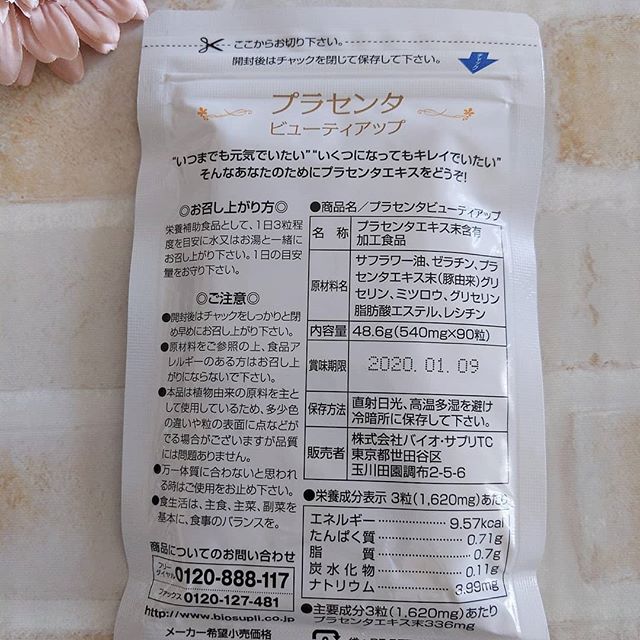 ここからお切り下さい。
開封後はチャックを閉じて保存して下さい。
チャック
プラセンタ
ビューティアップ
“いつまでも元気でいたい”“いくつになってもキレイでいたい”
そんなあなたのためにプラセンタエキスをどうぞ!
◎お召し上がり方◎
栄養補助食品として、1日3粒程
度を目安に水又はお湯と一緒に
お召し上がり下さい。1日の目安
量をお守り下さい。
◎ご注意◎
●開封後はチャックをしっかりと閉
め早めにお召し上がり下さい。
●原材料をご参照の上、食品ア
レルギーのある方はお召し上
がりにならないで下さい。
●本品は植物由来の原料を主と
して使用しているため、多少色
の違いや粒の表面に点などが
でる場合がございますが品質
には問題ありません。
●万一体質に合わないと思われ
る時はご使用をお止め下さい。
●食生活は、主食、主菜、副菜を
基本に、食事のバランスを。
商品についてのお問い合わせ
フリーダイヤル 0120-888-117
ファックス 0120-127-481
http://www.biosupli.co.jp
メーカー希望小売価格
●商品名/プラセンタビューティアップ
名 称 プラセンタエキス末含有
加工食品
原材料名 サフラワー油、ゼラチン、プラ
センタエキス末(豚由来)グリ
セリン、ミツロウ、グリセリン
脂肪酸エステル、レシチン
内容量 48.6g(540mg×90粒)
賞味期限 2020.01.09
保存方法 直射日光、高温多湿を避け
冷暗所に保存して下さい。
販売者 株式会社バイオ・サプリTC
東京都世田谷区
玉川田園調布2-5-6
●栄養成分表示 3粒(1,620mg)あたり
エネルギー 9.57kcal
たんぱく質 0.71g
脂 質 0.7g
炭水化物 0.11g
ナトリウム 3.99mg
●主要成分3粒(1,620mg)あたり
プラセンタエキス末336mg